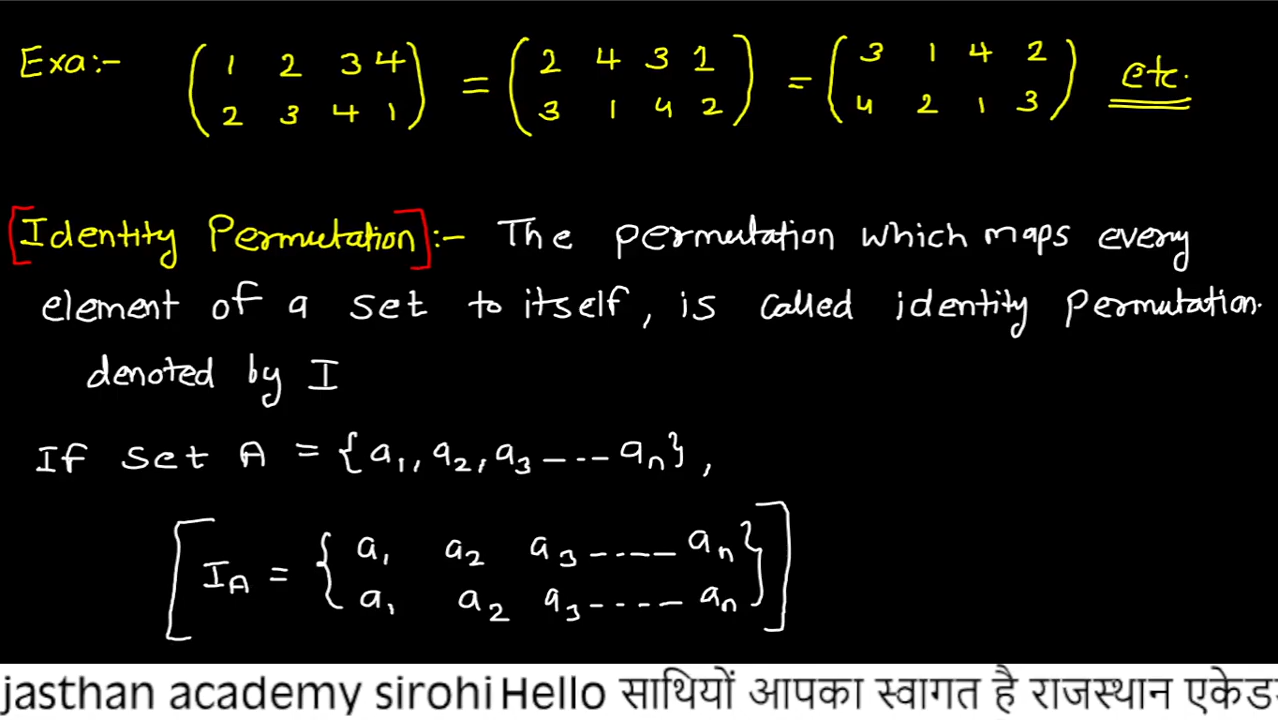 Exa:- ( 1 2 3 4 ) = ( 2 4 3 1 ) = ( 3 1 4 2 ) etc.
( 2 3 4 1 ) ( 3 1 4 2 ) ( 4 2 1 3 )
[Identity Permutation]:- The permutation which maps every
element of a set to itself, is called identity permutation.
denoted by I
If set A = {a₁, a₂, a₃ ----- aₙ},
[ I_A = { a₁ a₂ a₃ ------ aₙ } ]
{ a₁ a₂ a₃ ------ aₙ }
jasthan academy sirohi Hello साथियों आपका स्वागत है राजस्थान एकेड